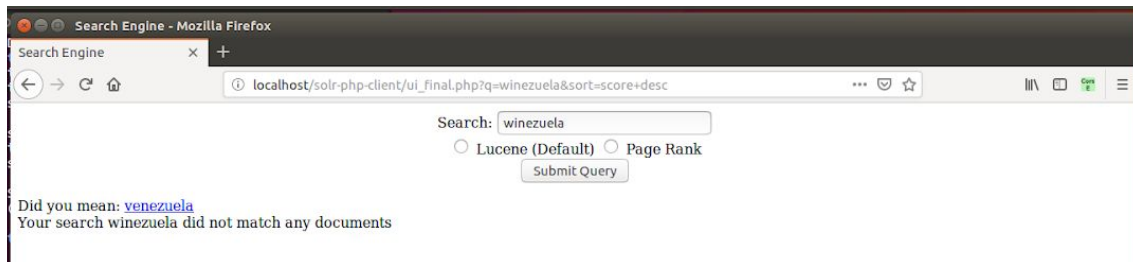 Search Engine - Mozilla Firefox
Search Engine × +
localhost/solr-php-client/ui_final.php?q=winezuela&sort=score+desc
Search: winezuela
Lucene (Default) Page Rank
Submit Query
Did you mean: venezuela
Your search winezuela did not match any documents